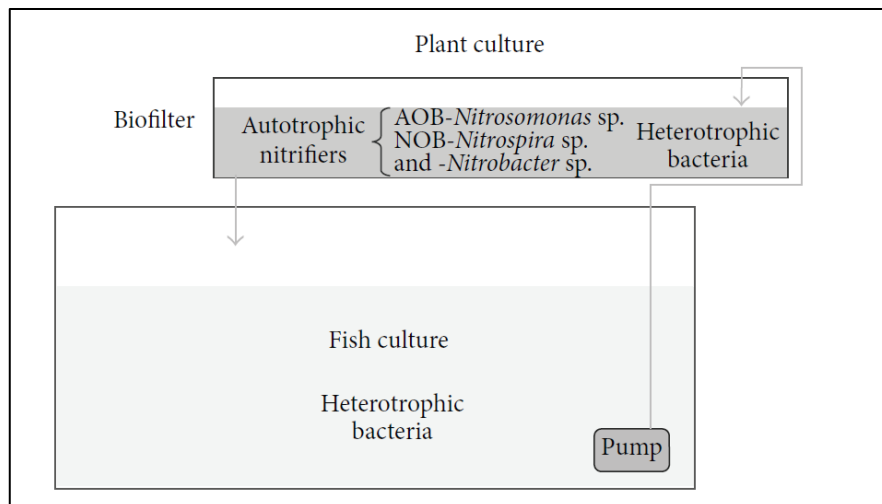 Plant culture
Biofilter
Autotrophic
nitrifiers
AOB-Nitrosomonas sp.
NOB-Nitrospira sp.
and -Nitrobacter sp.
Heterotrophic
bacteria
Fish culture
Heterotrophic
bacteria
Pump